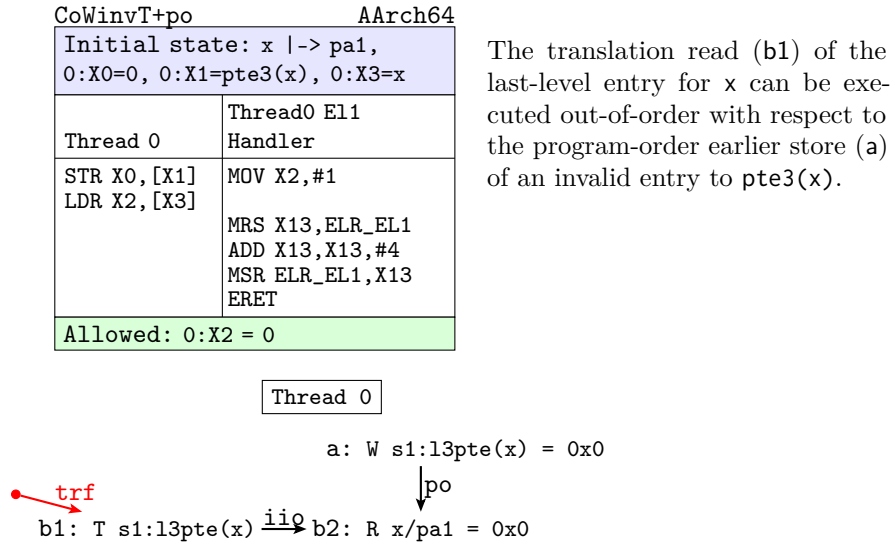 CoWinvT+po AArch64
Initial state: x |-> pa1,
0:X0=0, 0:X1=pte3(x), 0:X3=x
Thread 0
Thread0 El1
Handler
STR X0,[X1]
LDR X2,[X3]
MOV X2,#1
MRS X13,ELR_EL1
ADD X13,X13,#4
MSR ELR_EL1,X13
ERET
Allowed: 0:X2 = 0
The translation read (b1) of the
last-level entry for x can be exe-
cuted out-of-order with respect to
the program-order earlier store (a)
of an invalid entry to pte3(x).
Thread 0
a: W s1:l3pte(x) = 0x0
trf
po
b1: T s1:l3pte(x) iio b2: R x/pa1 = 0x0